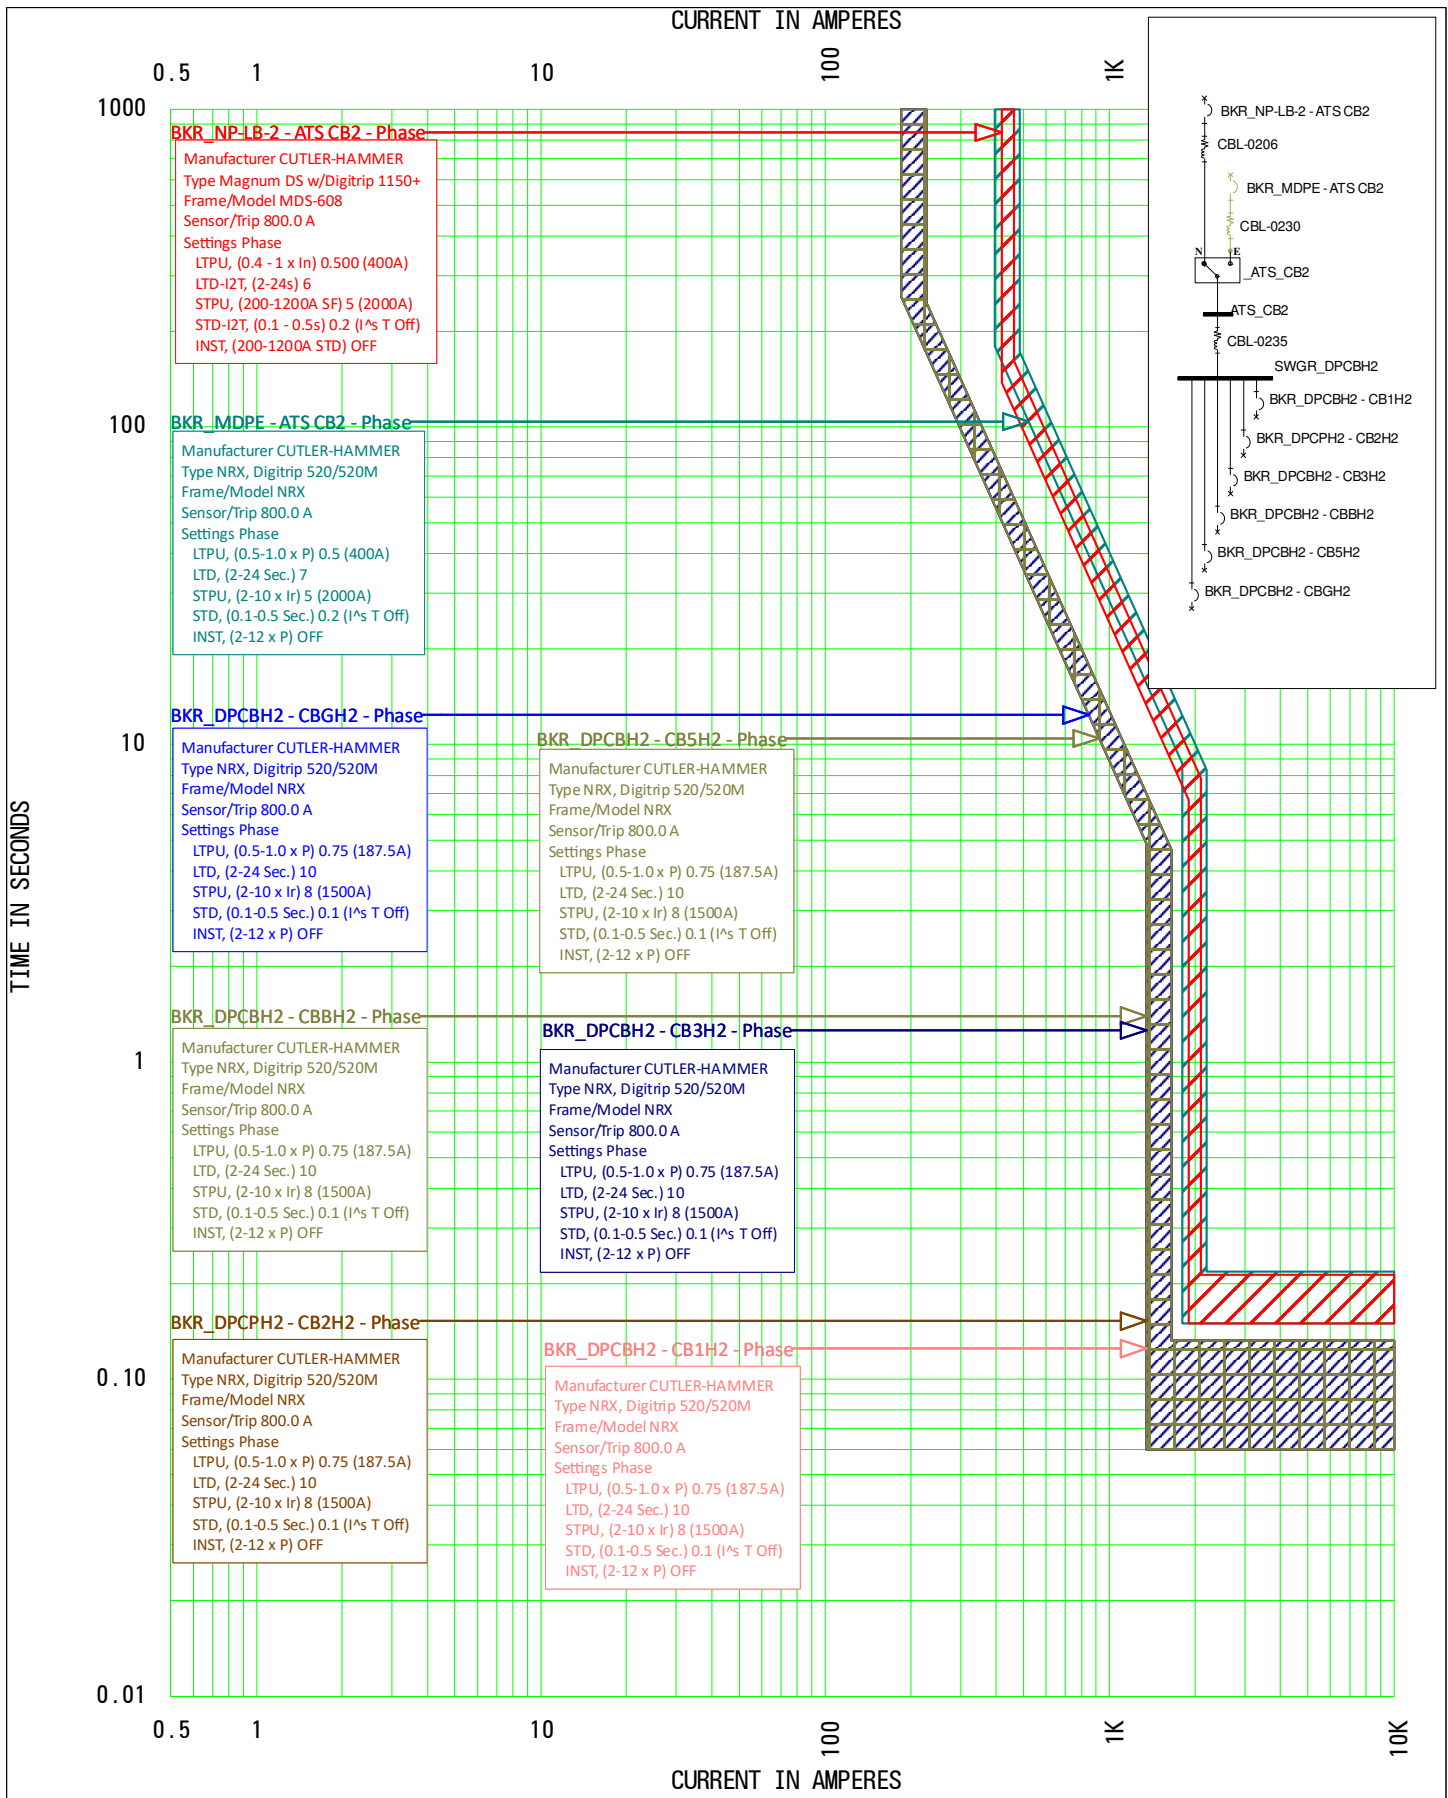 CURRENT IN AMPERES
0.5 1 10 100 1K
1000
100
10
1
0.10
0.01
TIME IN SECONDS
BKR_NP-LB-2 - ATS CB2 - Phase
Manufacturer CUTLER-HAMMER
Type Magnum DS w/Digitrip 1150+
Frame/Model MDS-608
Sensor/Trip 800.0 A
Settings Phase
LTPU, (0.4 - 1 x In) 0.500 (400A)
LTD-I2T, (2-24s) 6
STPU, (200-1200A SF) 5 (2000A)
STD-I2T, (0.1 - 0.5s) 0.2 (I^s T Off)
INST, (200-1200A STD) OFF
BKR_MDPE - ATS CB2 - Phase
Manufacturer CUTLER-HAMMER
Type NRX, Digitrip 520/520M
Frame/Model NRX
Sensor/Trip 800.0 A
Settings Phase
LTPU, (0.5-1.0 x P) 0.5 (400A)
LTD, (2-24 Sec.) 7
STPU, (2-10 x Ir) 5 (2000A)
STD, (0.1-0.5 Sec.) 0.2 (I^s T Off)
INST, (2-12 x P) OFF
BKR_DPCBH2 - CBGH2 - Phase
Manufacturer CUTLER-HAMMER
Type NRX, Digitrip 520/520M
Frame/Model NRX
Sensor/Trip 800.0 A
Settings Phase
LTPU, (0.5-1.0 x P) 0.75 (187.5A)
LTD, (2-24 Sec.) 10
STPU, (2-10 x Ir) 8 (1500A)
STD, (0.1-0.5 Sec.) 0.1 (I^s T Off)
INST, (2-12 x P) OFF
BKR_DPCBH2 - CB5H2 - Phase
Manufacturer CUTLER-HAMMER
Type NRX, Digitrip 520/520M
Frame/Model NRX
Sensor/Trip 800.0 A
Settings Phase
LTPU, (0.5-1.0 x P) 0.75 (187.5A)
LTD, (2-24 Sec.) 10
STPU, (2-10 x Ir) 8 (1500A)
STD, (0.1-0.5 Sec.) 0.1 (I^s T Off)
INST, (2-12 x P) OFF
BKR_DPCBH2 - CBBH2 - Phase
Manufacturer CUTLER-HAMMER
Type NRX, Digitrip 520/520M
Frame/Model NRX
Sensor/Trip 800.0 A
Settings Phase
LTPU, (0.5-1.0 x P) 0.75 (187.5A)
LTD, (2-24 Sec.) 10
STPU, (2-10 x Ir) 8 (1500A)
STD, (0.1-0.5 Sec.) 0.1 (I^s T Off)
INST, (2-12 x P) OFF
BKR_DPCBH2 - CB3H2 - Phase
Manufacturer CUTLER-HAMMER
Type NRX, Digitrip 520/520M
Frame/Model NRX
Sensor/Trip 800.0 A
Settings Phase
LTPU, (0.5-1.0 x P) 0.75 (187.5A)
LTD, (2-24 Sec.) 10
STPU, (2-10 x Ir) 8 (1500A)
STD, (0.1-0.5 Sec.) 0.1 (I^s T Off)
INST, (2-12 x P) OFF
BKR_DPCPH2 - CB2H2 - Phase
Manufacturer CUTLER-HAMMER
Type NRX, Digitrip 520/520M
Frame/Model NRX
Sensor/Trip 800.0 A
Settings Phase
LTPU, (0.5-1.0 x P) 0.75 (187.5A)
LTD, (2-24 Sec.) 10
STPU, (2-10 x Ir) 8 (1500A)
STD, (0.1-0.5 Sec.) 0.1 (I^s T Off)
INST, (2-12 x P) OFF
BKR_DPCBH2 - CB1H2 - Phase
Manufacturer CUTLER-HAMMER
Type NRX, Digitrip 520/520M
Frame/Model NRX
Sensor/Trip 800.0 A
Settings Phase
LTPU, (0.5-1.0 x P) 0.75 (187.5A)
LTD, (2-24 Sec.) 10
STPU, (2-10 x Ir) 8 (1500A)
STD, (0.1-0.5 Sec.) 0.1 (I^s T Off)
INST, (2-12 x P) OFF
BKR_NP-LB-2 - ATS CB2
CBL-0206
BKR_MDPE - ATS CB2
CBL-0230
N E
_ATS_CB2
ATS_CB2
CBL-0235
SWGR_DPCBH2
BKR_DPCBH2 - CB1H2
BKR_DPCPH2 - CB2H2
BKR_DPCBH2 - CB3H2
BKR_DPCBH2 - CBBH2
BKR_DPCBH2 - CB5H2
BKR_DPCBH2 - CBGH2
0.5 1 10 100 1K 10K
CURRENT IN AMPERES